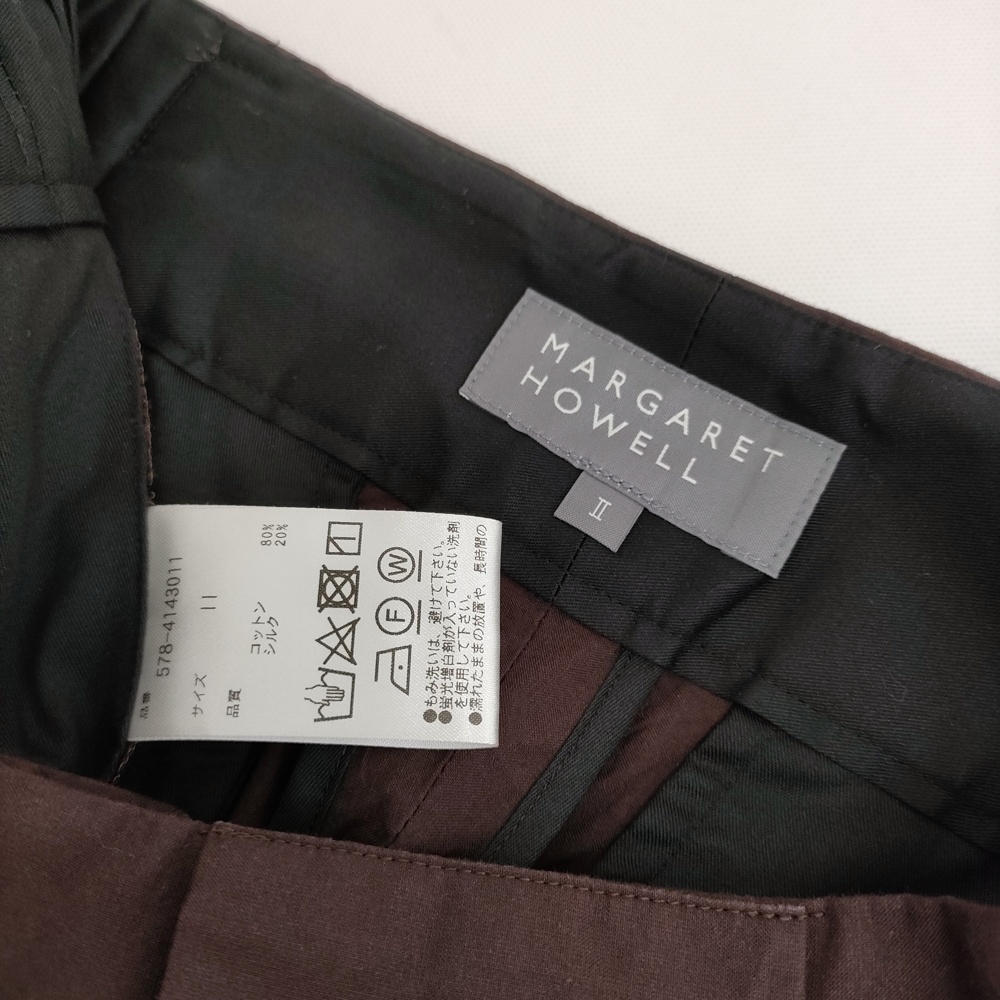 MARGARET
HOWELL
II
品番 578-4143011
サイズ II
品質 コットン 80%
シルク 20%
W
F
●もみ洗いは、避けて下さい。
●蛍光増白剤が入っていない洗剤
を使用して下さい。
●濡れたままの放置や、長時間の